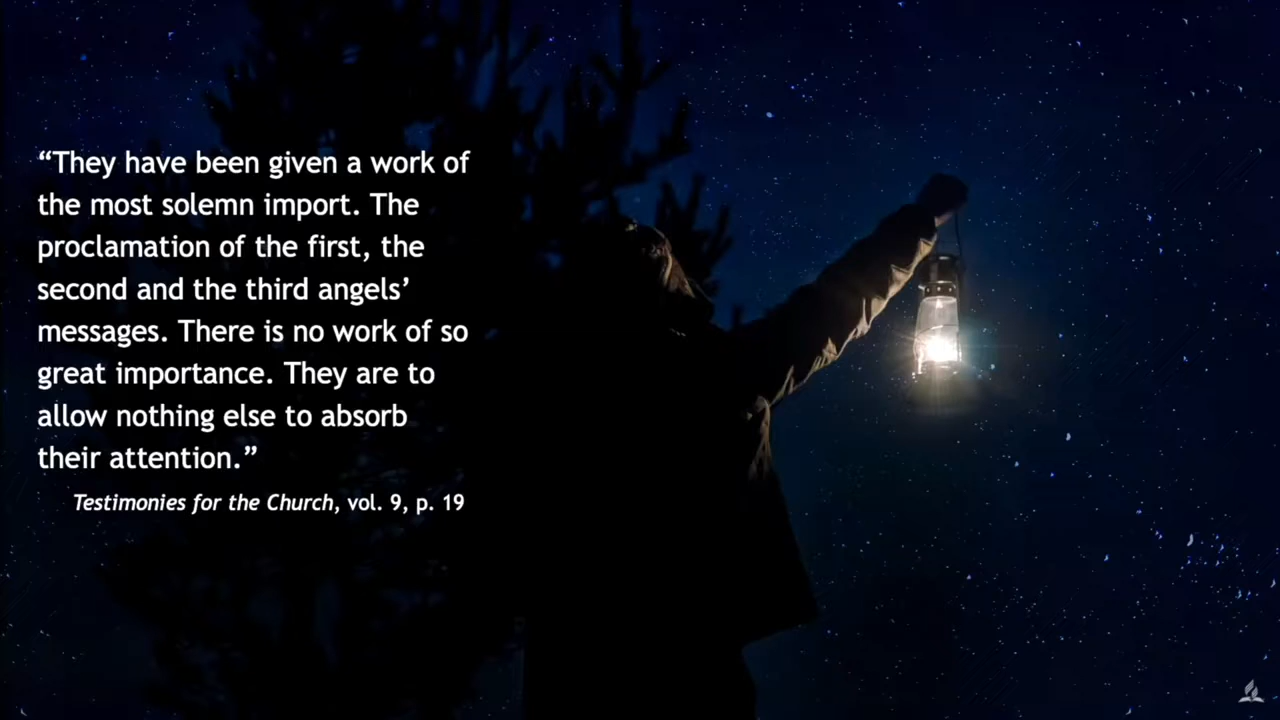 “They have been given a work of
the most solemn import. The
proclamation of the first, the
second and the third angels’
messages. There is no work of so
great importance. They are to
allow nothing else to absorb
their attention.”
Testimonies for the Church, vol. 9, p. 19